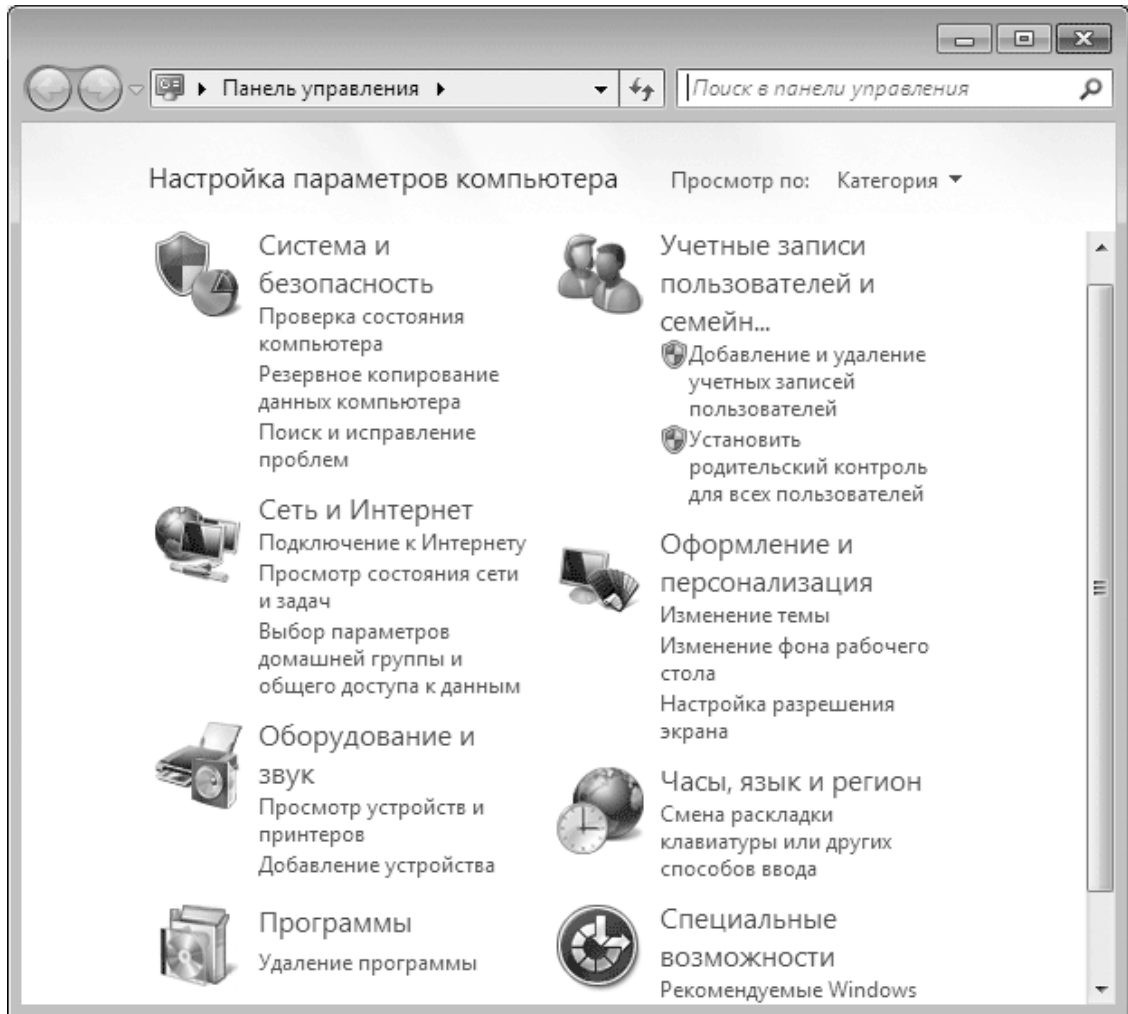 Панель управления
Поиск в панели управления
Настройка параметров компьютера
Просмотр по: Категория
Система и
безопасность
Проверка состояния
компьютера
Резервное копирование
данных компьютера
Поиск и исправление
проблем
Сеть и Интернет
Подключение к Интернету
Просмотр состояния сети
и задач
Выбор параметров
домашней группы и
общего доступа к данным
Оборудование и
звук
Просмотр устройств и
принтеров
Добавление устройства
Программы
Удаление программы
Учетные записи
пользователей и
семейн...
Добавление и удаление
учетных записей
пользователей
Установить
родительский контроль
для всех пользователей
Оформление и
персонализация
Изменение темы
Изменение фона рабочего
стола
Настройка разрешения
экрана
Часы, язык и регион
Смена раскладки
клавиатуры или других
способов ввода
Специальные
возможности
Рекомендуемые Windows